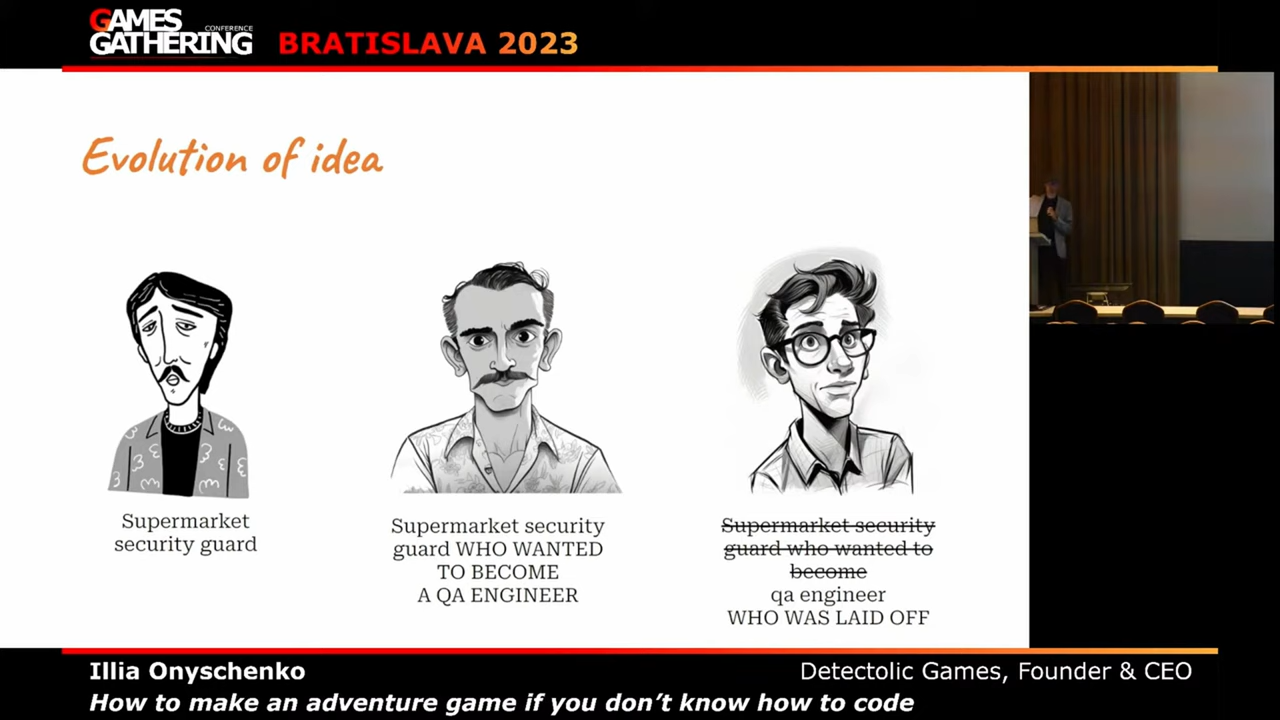 GAMES
CONFERENCE
GATHERING
BRATISLAVA 2023
Evolution of idea
Supermarket
security guard
Supermarket security
guard WHO WANTED
TO BECOME
A QA ENGINEER
Supermarket security
guard who wanted to
become
qa engineer
WHO WAS LAID OFF
Illia Onyschenko
Detectolic Games, Founder & CEO
How to make an adventure game if you don't know how to code